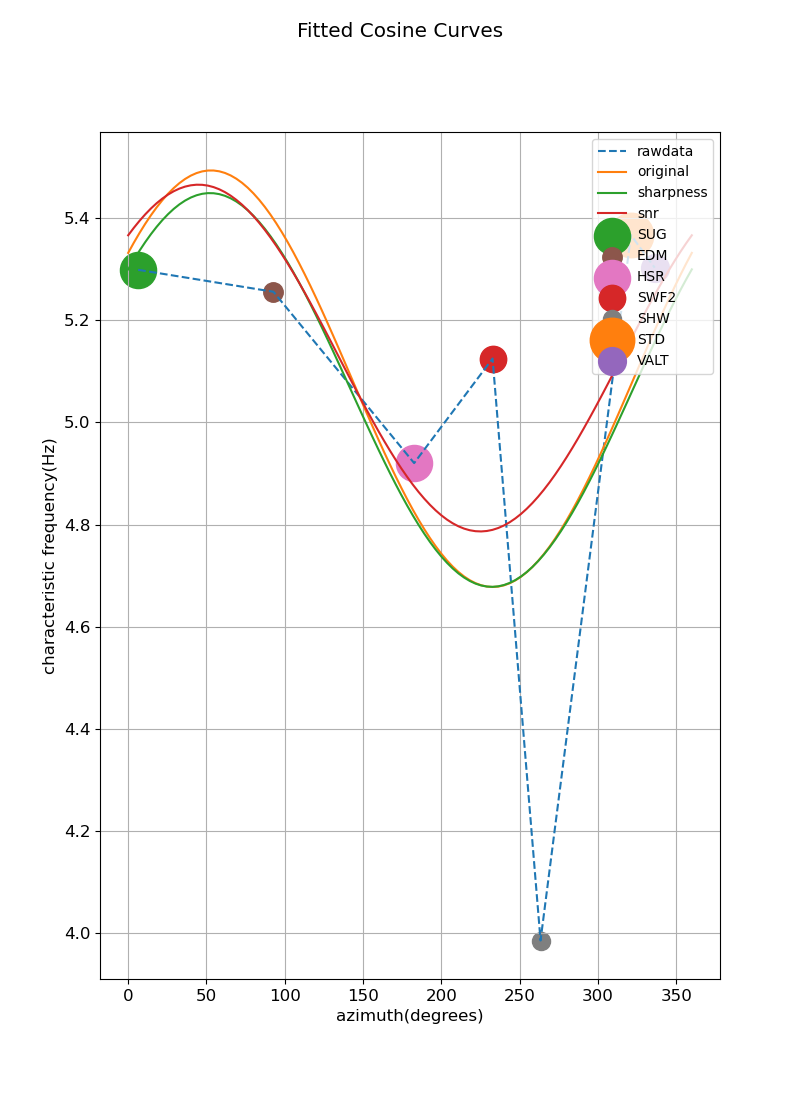 Fitted Cosine Curves
characteristic frequency(Hz)
5.4
5.2
5.0
4.8
4.6
4.4
4.2
4.0
rawdata
original
sharpness
snr
SUG
EDM
HSR
SWF2
SHW
STD
VALT
0 50 100 150 200 250 300 350
azimuth(degrees)